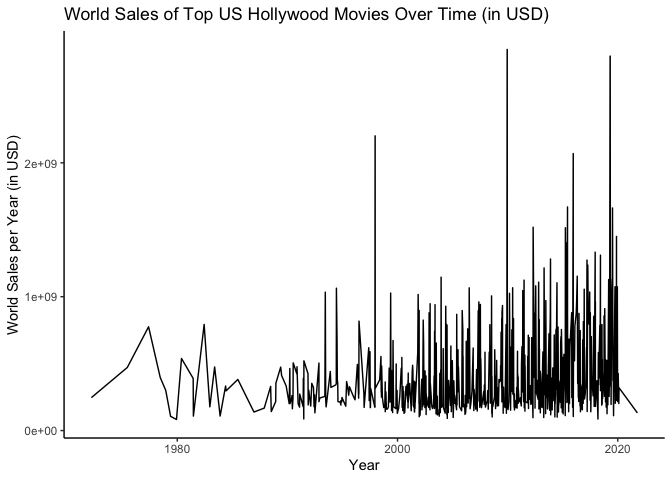 World Sales of Top US Hollywood Movies Over Time (in USD)
World Sales per Year (in USD)
2e+09
1e+09
0e+00
1980
2000
2020
Year